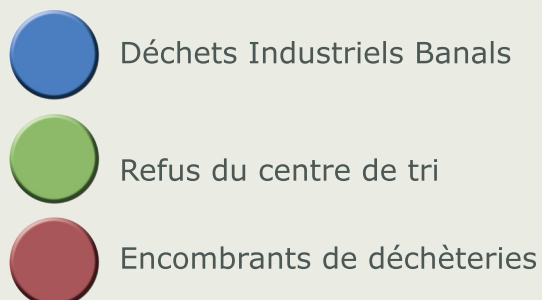 Déchets Industriels Banals
Refus du centre de tri
Encombrants de déchèteries